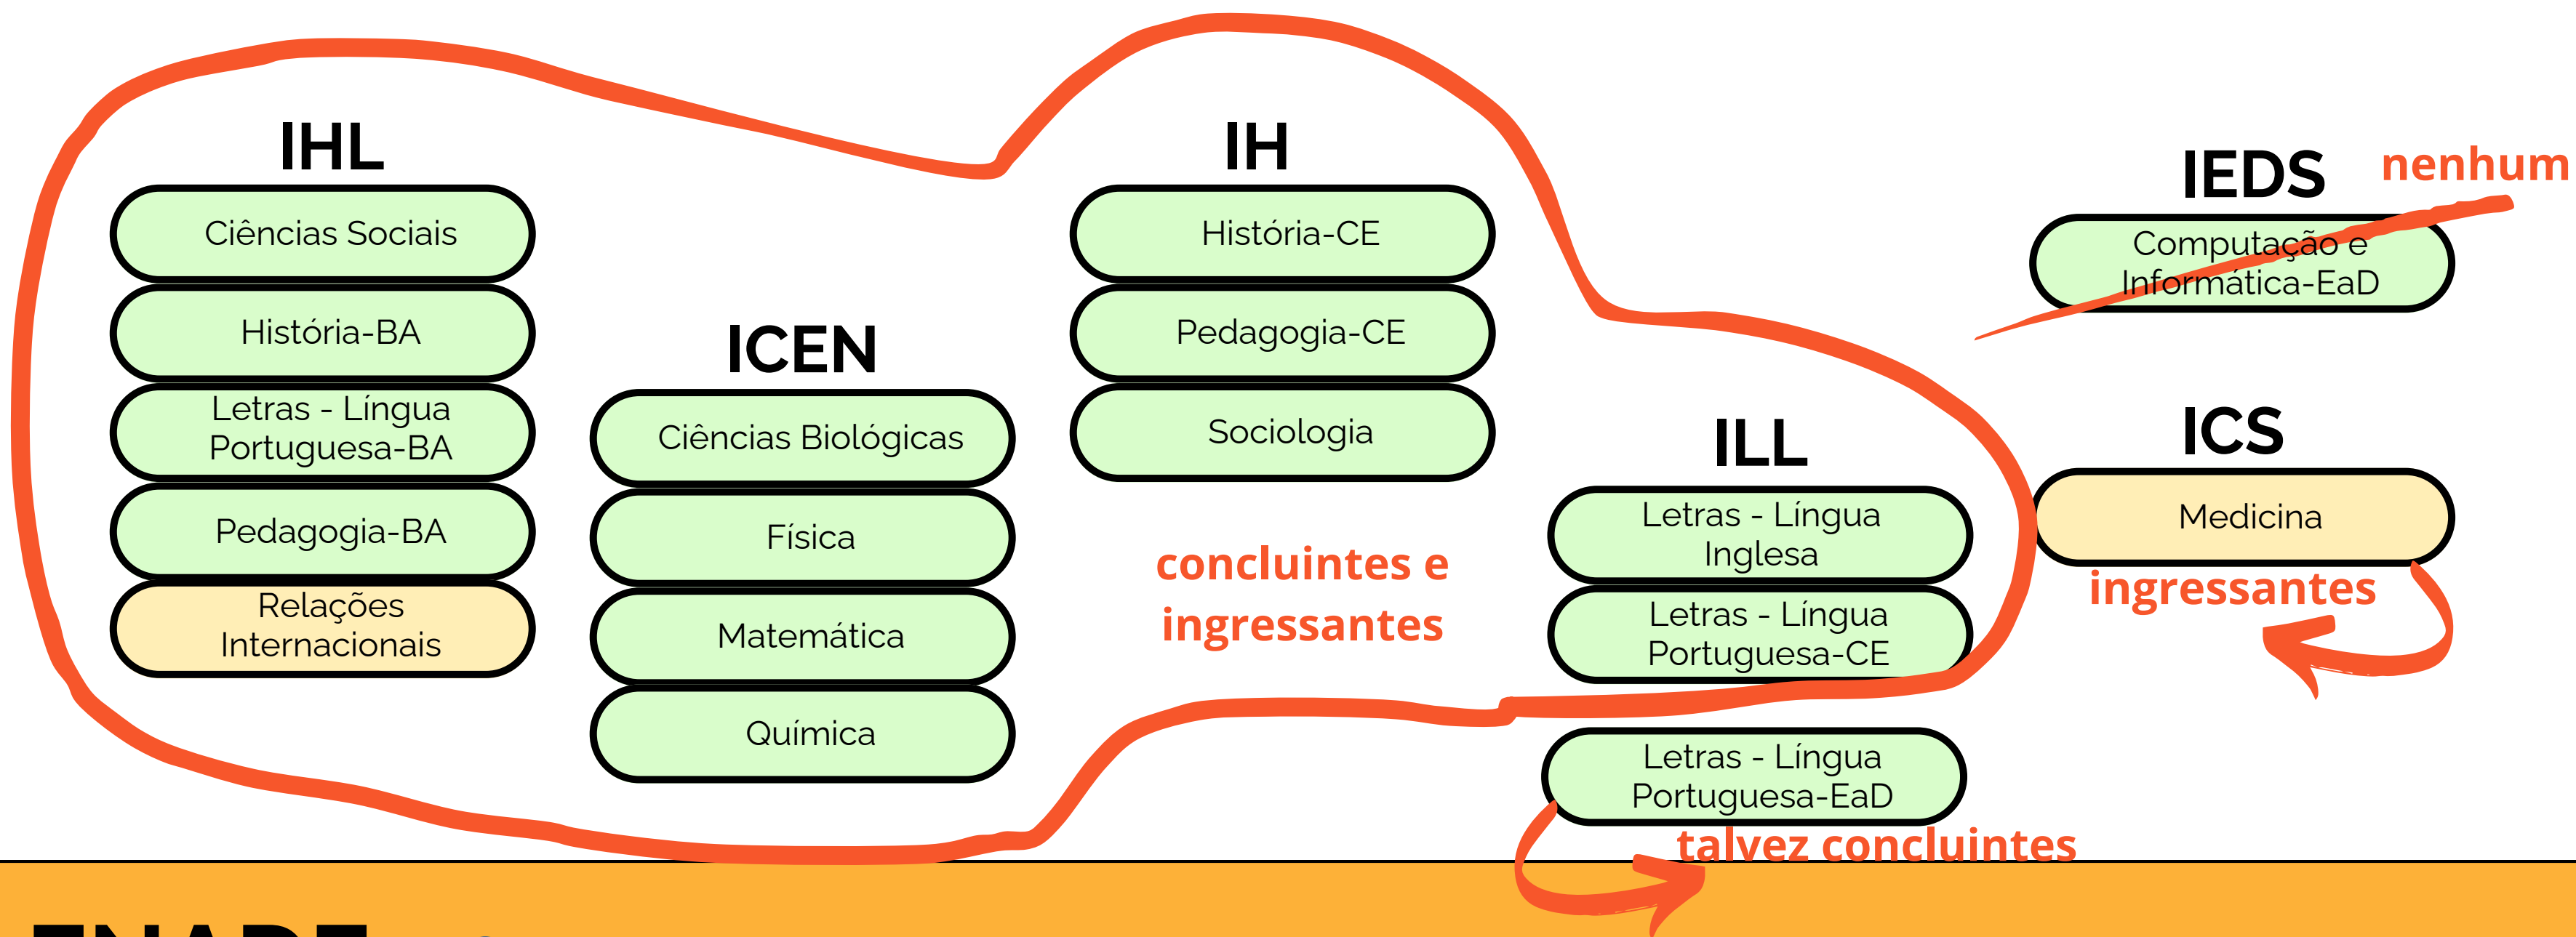 IHL
Ciências Sociais
História-BA
Letras - Língua
Portuguesa-BA
Pedagogia-BA
Relações
Internacionais
ICEN
Ciências Biológicas
Física
Matemática
Química
IH
História-CE
Pedagogia-CE
Sociologia
concluintes e
ingressantes
ILL
Letras - Língua
Inglesa
Letras - Língua
Portuguesa-CE
Letras - Língua
Portuguesa-EaD
talvez concluintes
IEDS
nenhum
Computação e
Informática-EaD
ICS
Medicina
ingressantes
ENADE